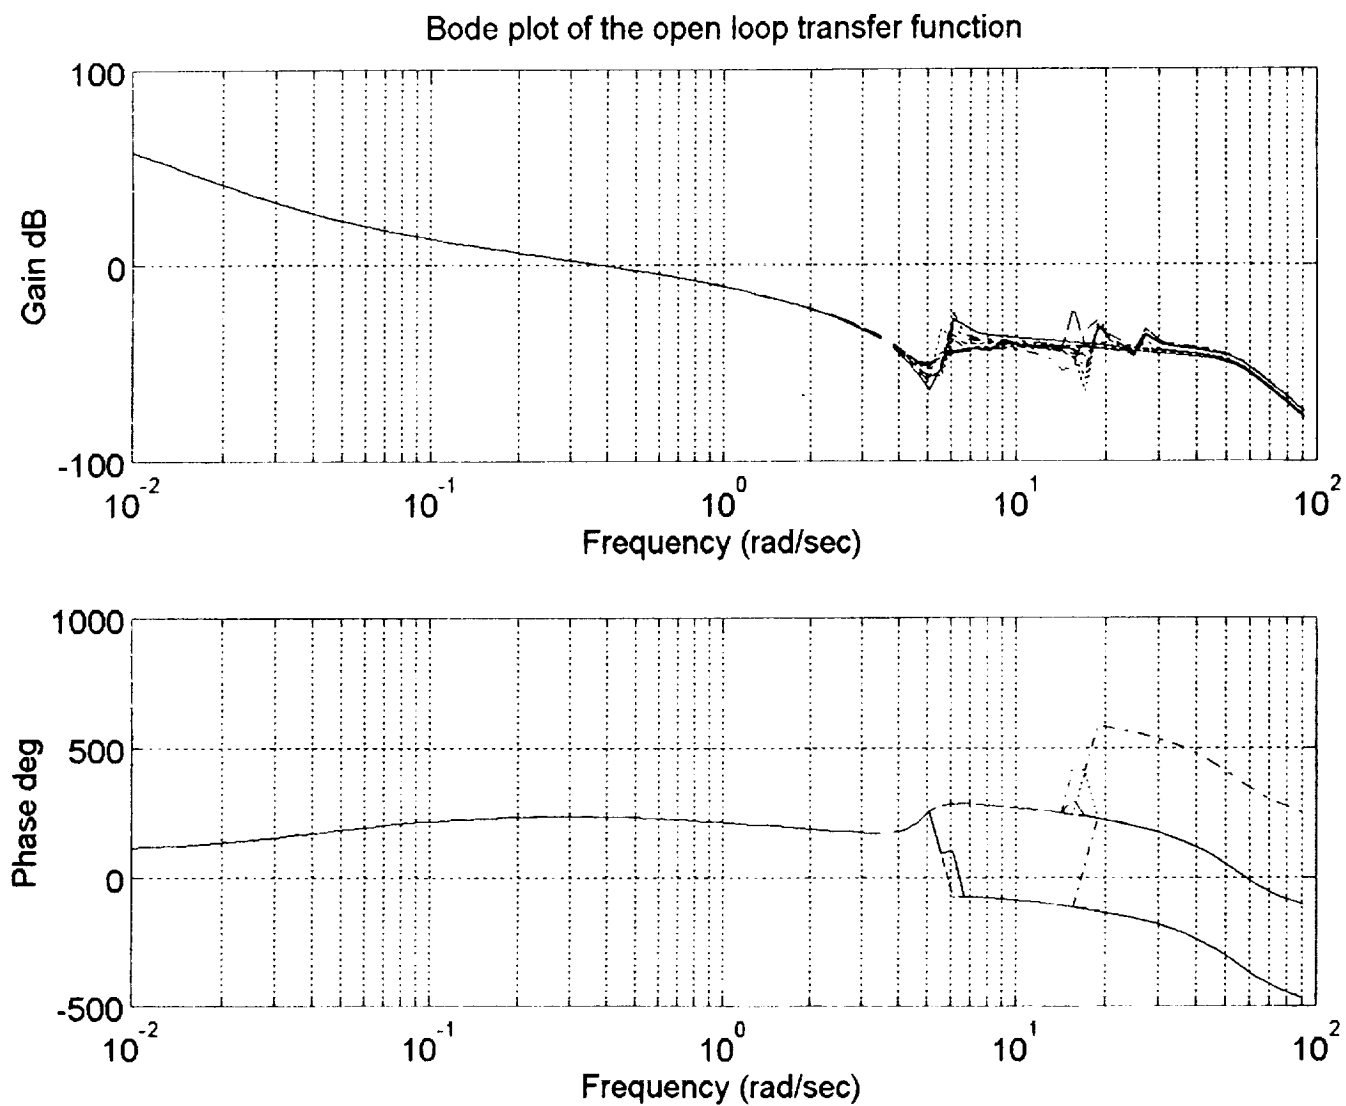 Bode plot of the open loop transfer function
100
0
-100
Gain dB
10^-2 10^-1 10^0 10^1 10^2
Frequency (rad/sec)
1000
500
0
-500
Phase deg
10^-2 10^-1 10^0 10^1 10^2
Frequency (rad/sec)